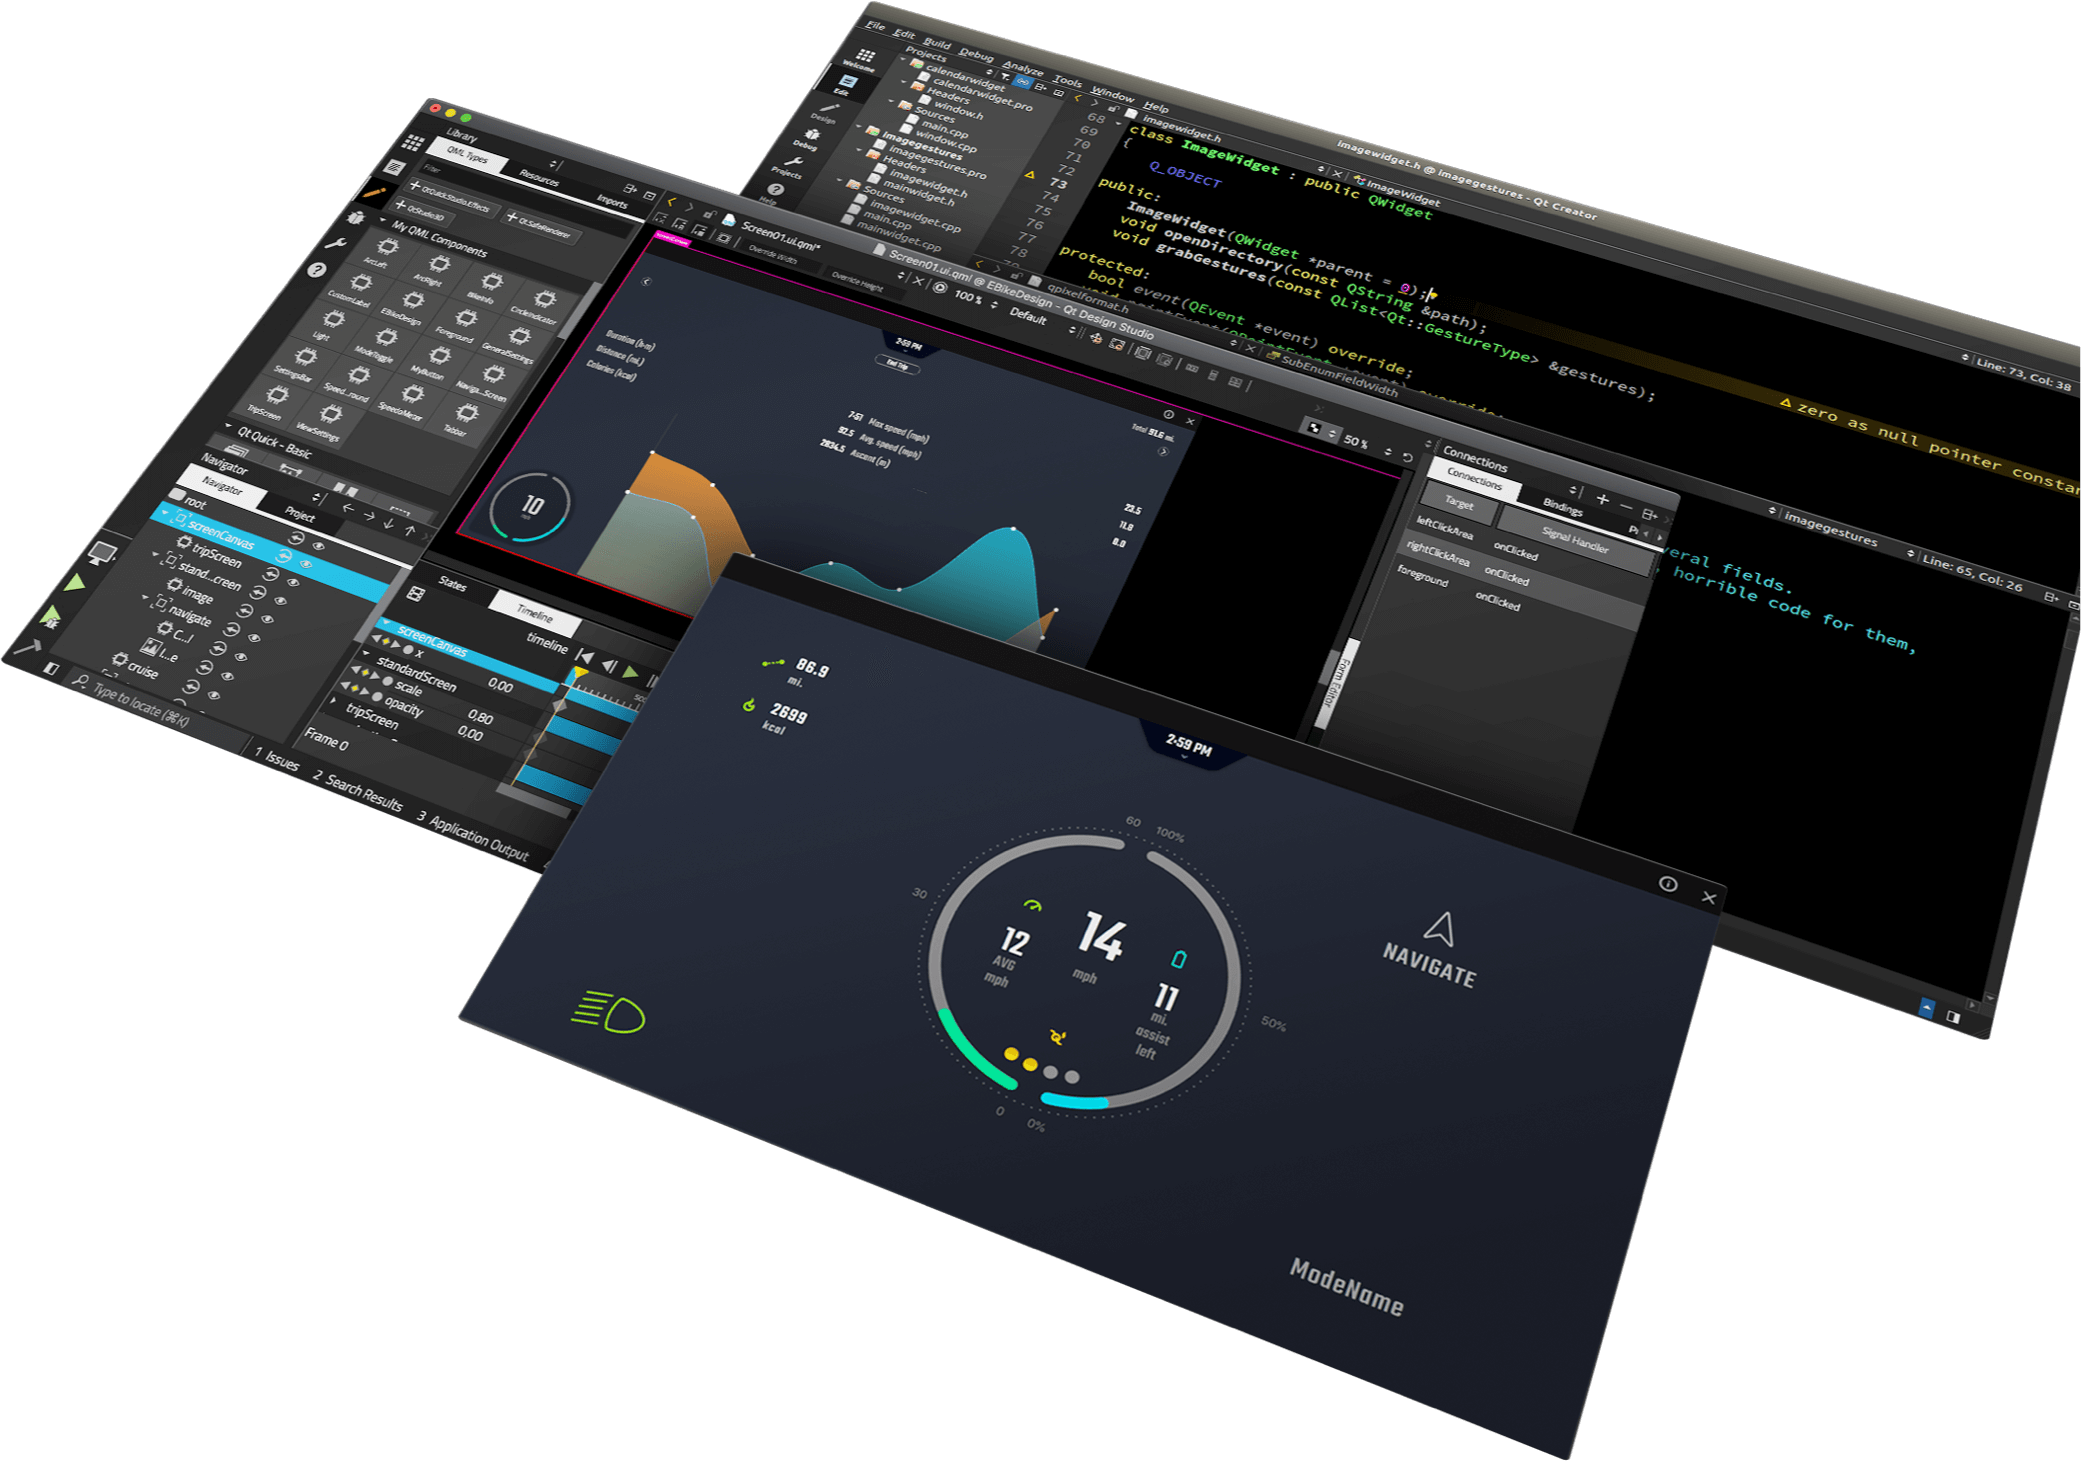 File Edit Build Debug Analyze Tools Window Help
imagewidget.h @ imagegestures - Qt Creator
Welcome
Edit
Design
Debug
Projects
Help
Projects
calendarwidget
calendarwidget.pro
Headers
window.h
Sources
main.cpp
window.cpp
imagegestures
imagegestures.pro
Headers
imagewidget.h
mainwidget.h
Sources
imagewidget.cpp
main.cpp
mainwidget.cpp
imagewidget.h
ImageWidget
Line: 73, Col: 38
68
69
70
71
72
73
74
75
76
77
78
class ImageWidget : public QWidget
{
Q_OBJECT
public:
ImageWidget(QWidget *parent = 0);
void openDirectory(const QString &path);
void grabGestures(const QList<Qt::GestureType> &gestures);
protected:
bool event(QEvent *event) override;
zero as null pointer constan
qpixelformat.h
SubEnumFieldWidth
imagegestures
Line: 65, Col: 26
veral fields.
horrible code for them,
Screen01.ui.qml @ EBikeDesign - Qt Design Studio
Library
QML Types
Resources
Imports
Filter
QtQuick.Studio.Effects
QtStudio3D
Qt.SafeRenderer
My QML Components
ArcLeft
ArcRight
BikeInfo
CircleIndicator
CustomLabel
EBikeDesign
Foreground
GeneralSettings
Light
ModeToggle
MyButton
Naviga...Screen
SettingsBar
Speed...round
SpeedoMeter
Tabbar
TripScreen
ViewSettings
Qt Quick - Basic
Navigator
Navigator
Project
root
screenCanvas
tripScreen
stand...creen
image
navigate
C...l
I...e
cruise
Type to locate (⌘K)
1 Issues
2 Search Results
3 Application Output
Screen01.ui.qml*
Override Width
Override Height
100 %
Default
50 %
Duration (h-m)
Distance (mi.)
Calories (kcal)
2:59 PM
End Trip
7:51 Max speed (mph)
92.5 Avg. speed (mph)
2834.5 Ascent (m)
Total 91.6 mi.
23.5
11.8
0.0
10
mph
States
Timeline
timeline
screenCanvas
x
0,00
standardScreen
scale
0,80
opacity
0,00
tripScreen
Frame 0
Connections
Connections
Bindings
Target
Signal Handler
leftClickArea
onClicked
rightClickArea
onClicked
foreground
onClicked
Form Editor
86.9
mi.
2699
kcal
2:59 PM
60
100%
30
12
AVG
mph
14
mph
11
mi.
assist
left
50%
0
0%
NAVIGATE
ModeName